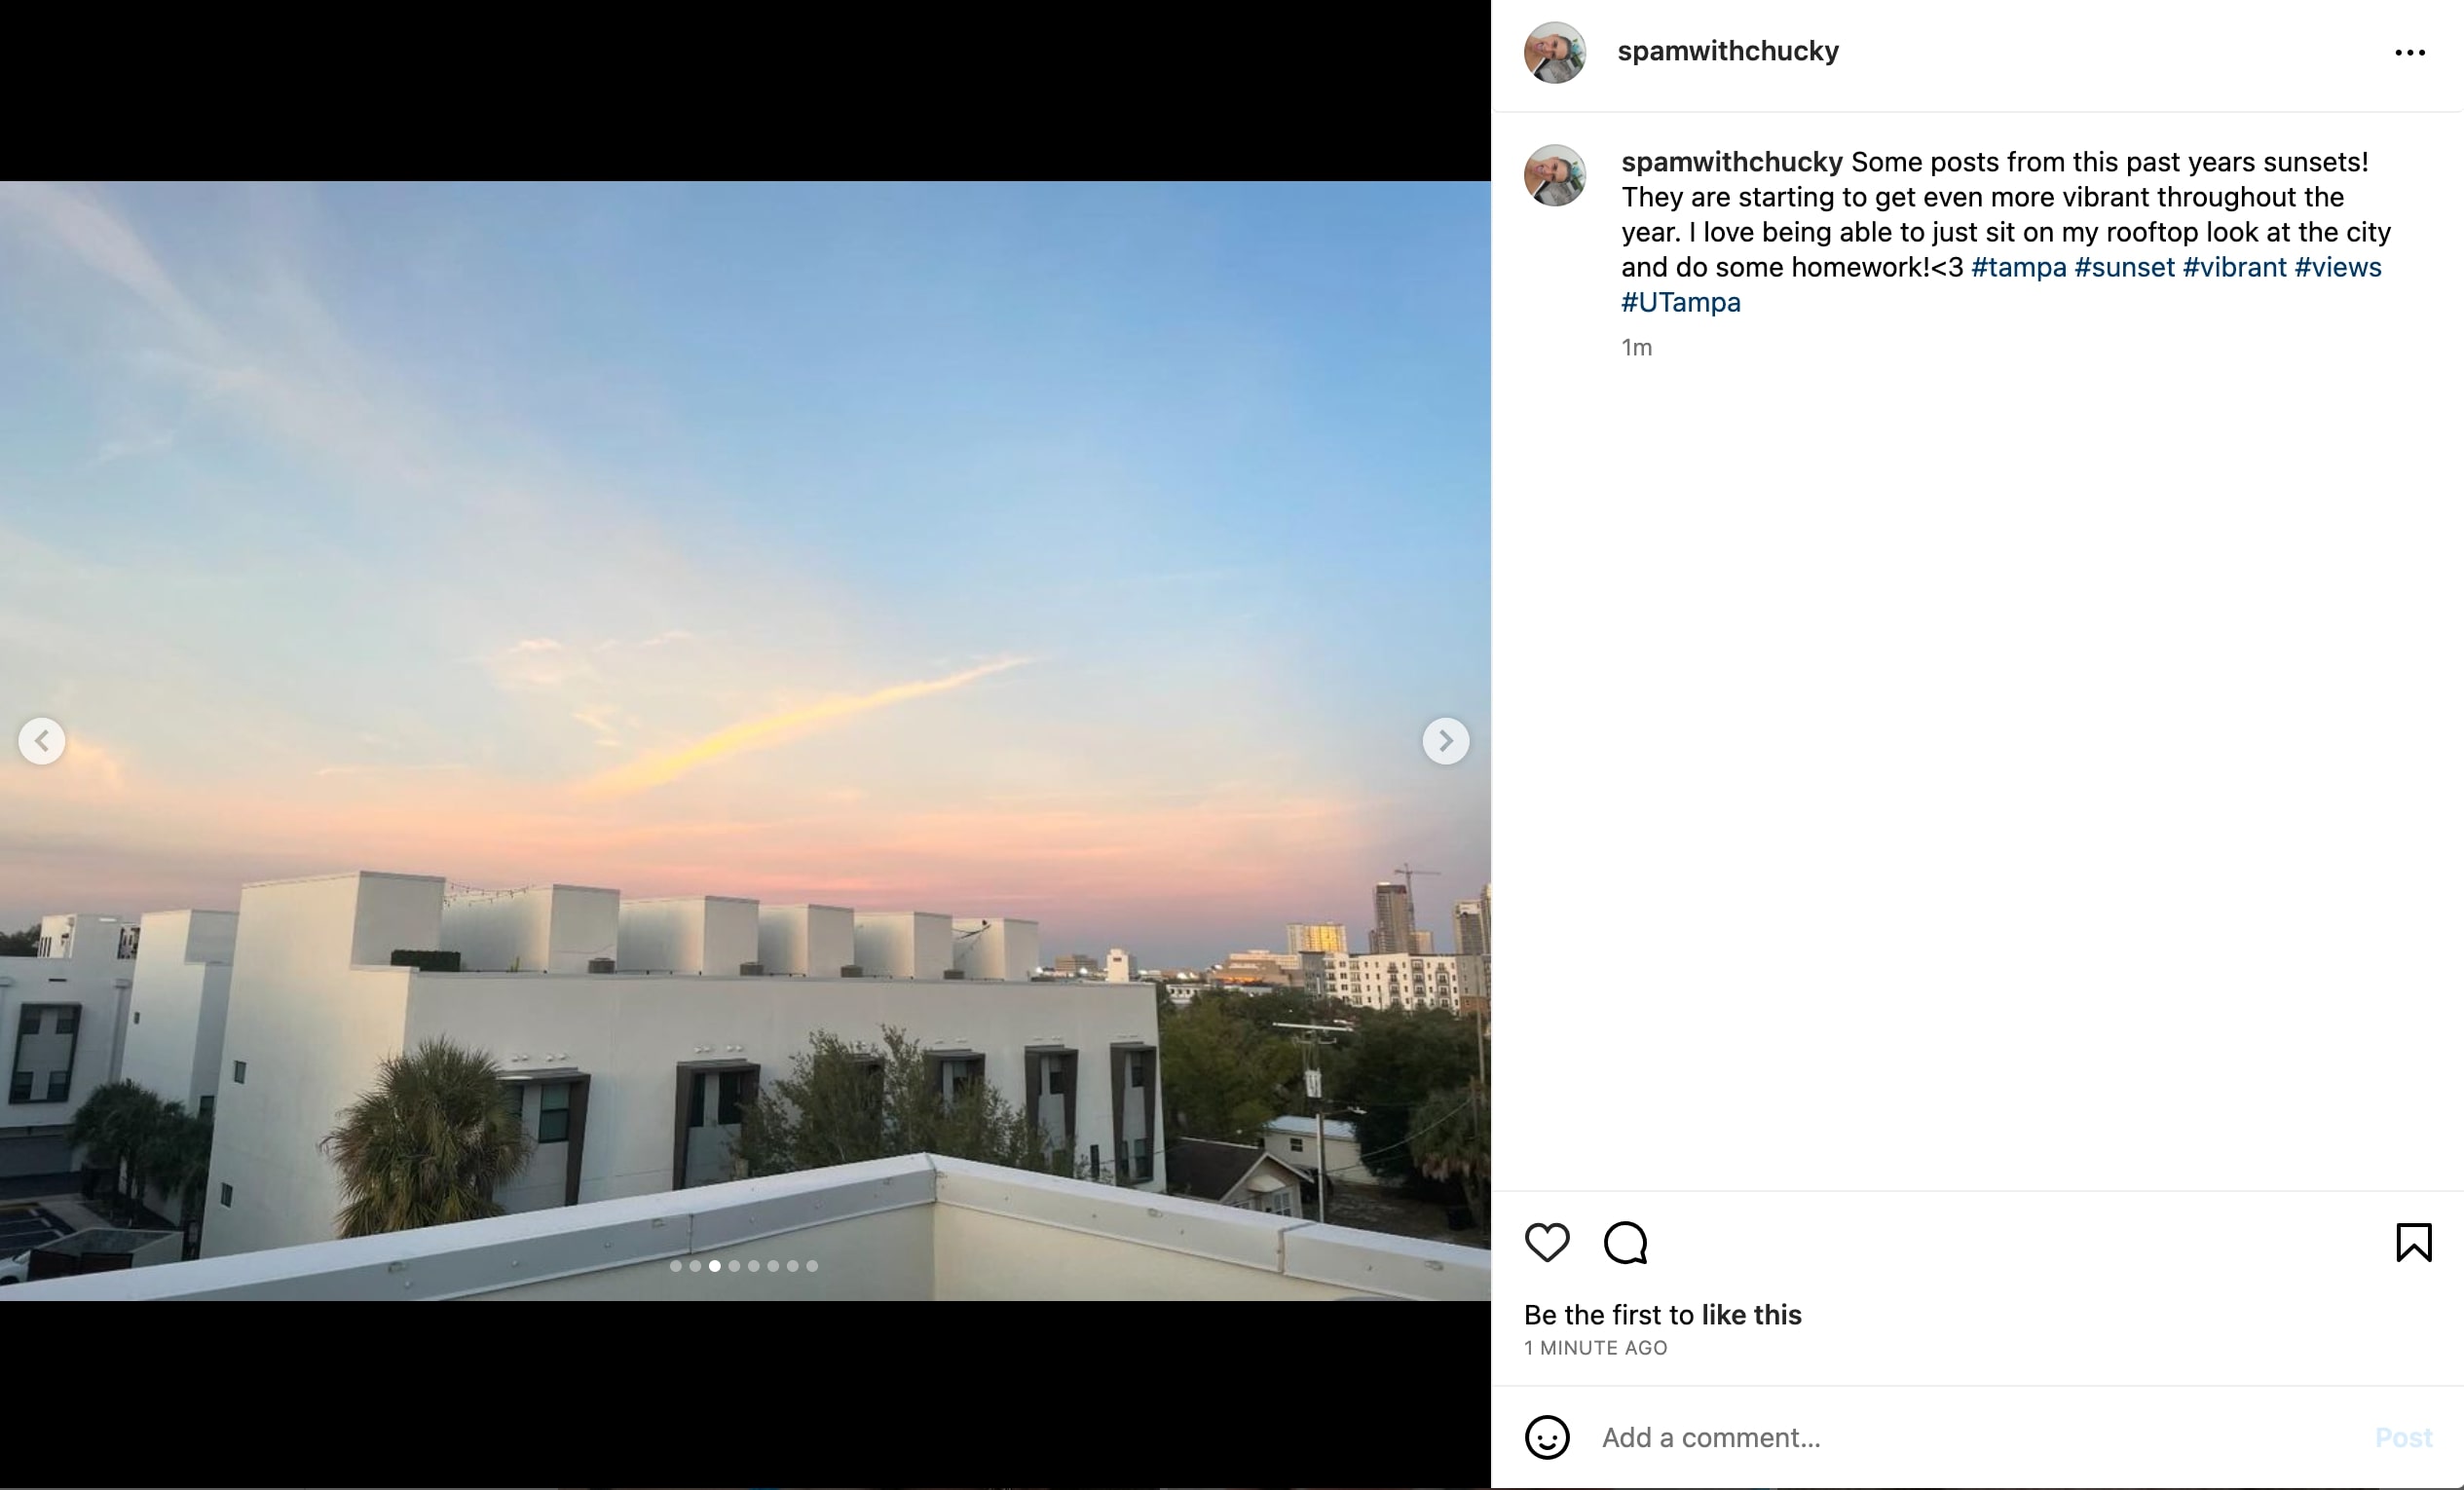 spamwithchucky
spamwithchucky Some posts from this past years sunsets!
They are starting to get even more vibrant throughout the
year. I love being able to just sit on my rooftop look at the city
and do some homework!<3 #tampa #sunset #vibrant #views
#UTampa
1m
Be the first to like this
1 MINUTE AGO
Add a comment...
Post